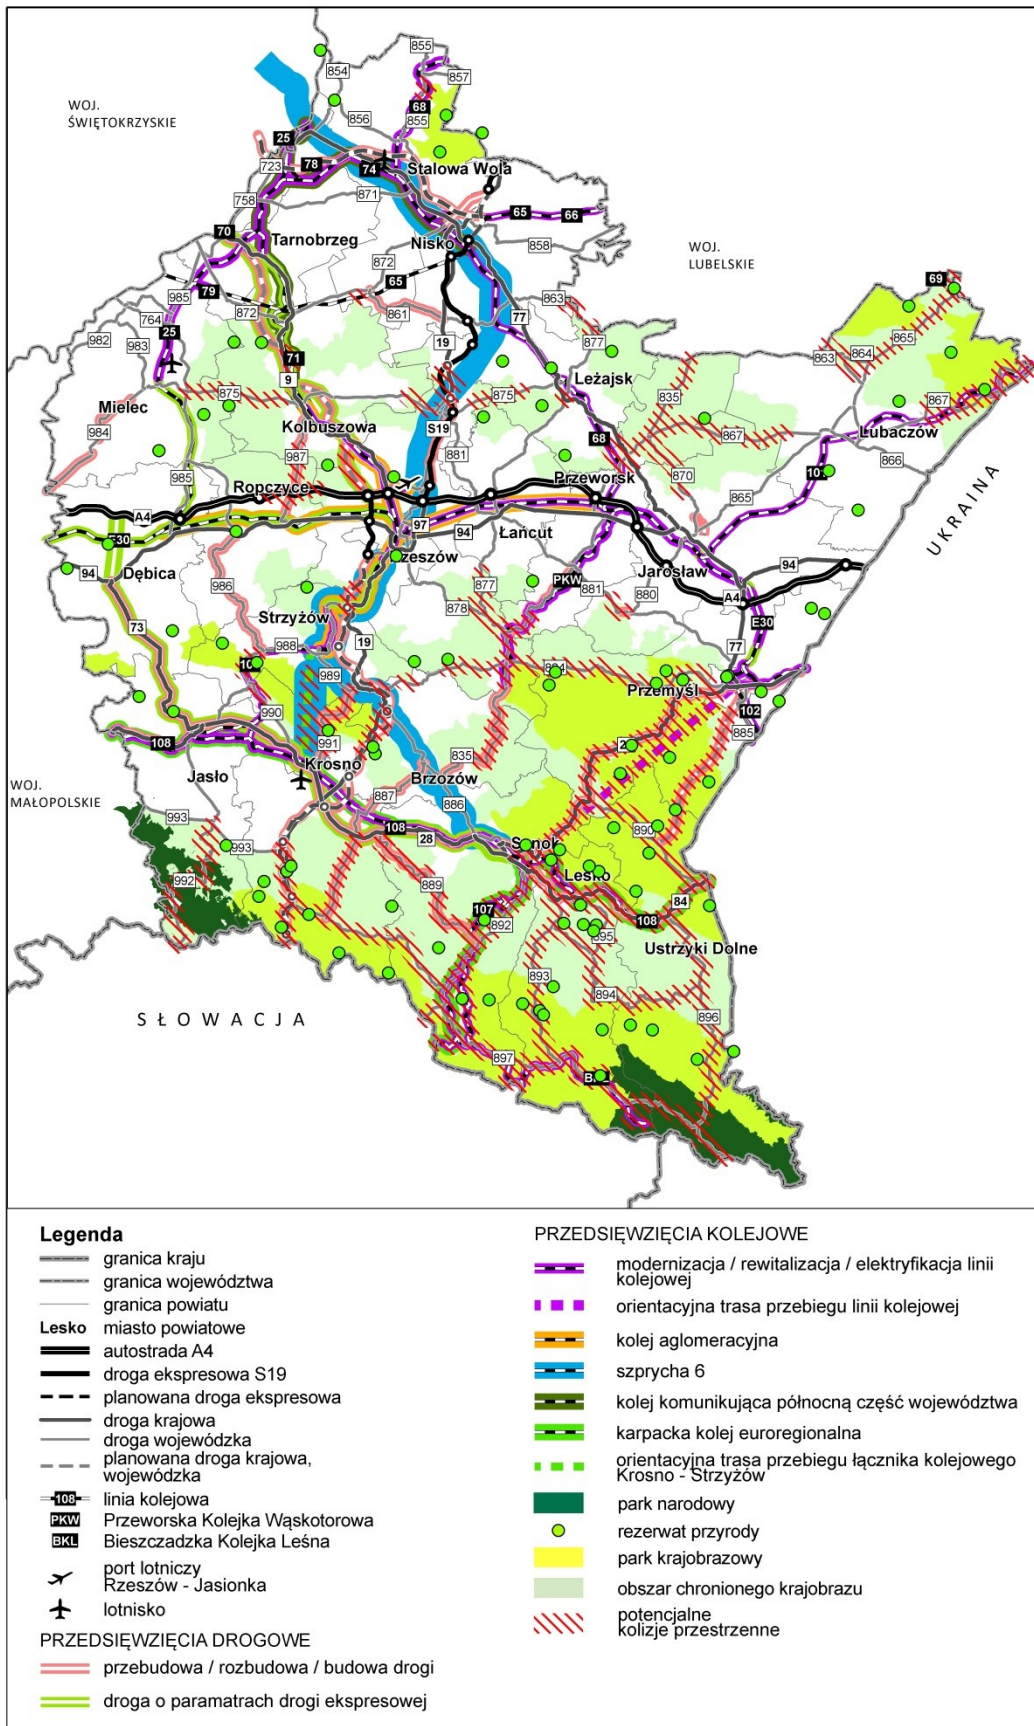 855
854
857
WOJ.
ŚWIĘTOKRZYSKIE
68
856
855
25
78
723
74
Stalowa Wola
758
871
65
66
70
Tarnobrzeg
Nisko
858
WOJ.
LUBELSKIE
872
65
69
79
985
863
861
77
872
764
25
865
982
983
19
877
864
863
71
9
Leżajsk
875
875
835
867
Mielec
984
Kolbuszowa
S19
867
Lubaczów
987
881
68
866
985
870
Ropczyce
Przeworsk
865
A4
97
94
Łańcut
UKRAINA
E30
94
Dębica
Jarosław
94
986
877
PKW
881
880
A4
Strzyżów
878
E30
73
19
988
77
989
Przemyśl
990
102
885
108
991
Krosno
835
Jasło
Brzozów
WOJ.
MAŁOPOLSKIE
887
886
993
108
28
890
993
Lesko
992
889
84
107
892
108
Ustrzyki Dolne
893
894
SŁOWACJA
896
897
Legenda
granica kraju
granica województwa
granica powiatu
Lesko miasto powiatowe
autostrada A4
droga ekspresowa S19
planowana droga ekspresowa
droga krajowa
droga wojewódzka
planowana droga krajowa,
wojewódzka
108 linia kolejowa
PKW Przeworska Kolejka Wąskotorowa
BKL Bieszczadzka Kolejka Leśna
port lotniczy
Rzeszów - Jasionka
lotnisko
PRZEDSIĘWZIĘCIA DROGOWE
przebudowa / rozbudowa / budowa drogi
droga o paramatrach drogi ekspresowej
PRZEDSIĘWZIĘCIA KOLEJOWE
modernizacja / rewitalizacja / elektryfikacja linii
kolejowej
orientacyjna trasa przebiegu linii kolejowej
kolej aglomeracyjna
szprycha 6
kolej komunikująca północną część województwa
karpacka kolej euroregionalna
orientacyjna trasa przebiegu łącznika kolejowego
Krosno - Strzyżów
park narodowy
rezerwat przyrody
park krajobrazowy
obszar chronionego krajobrazu
potencjalne
kolizje przestrzenne